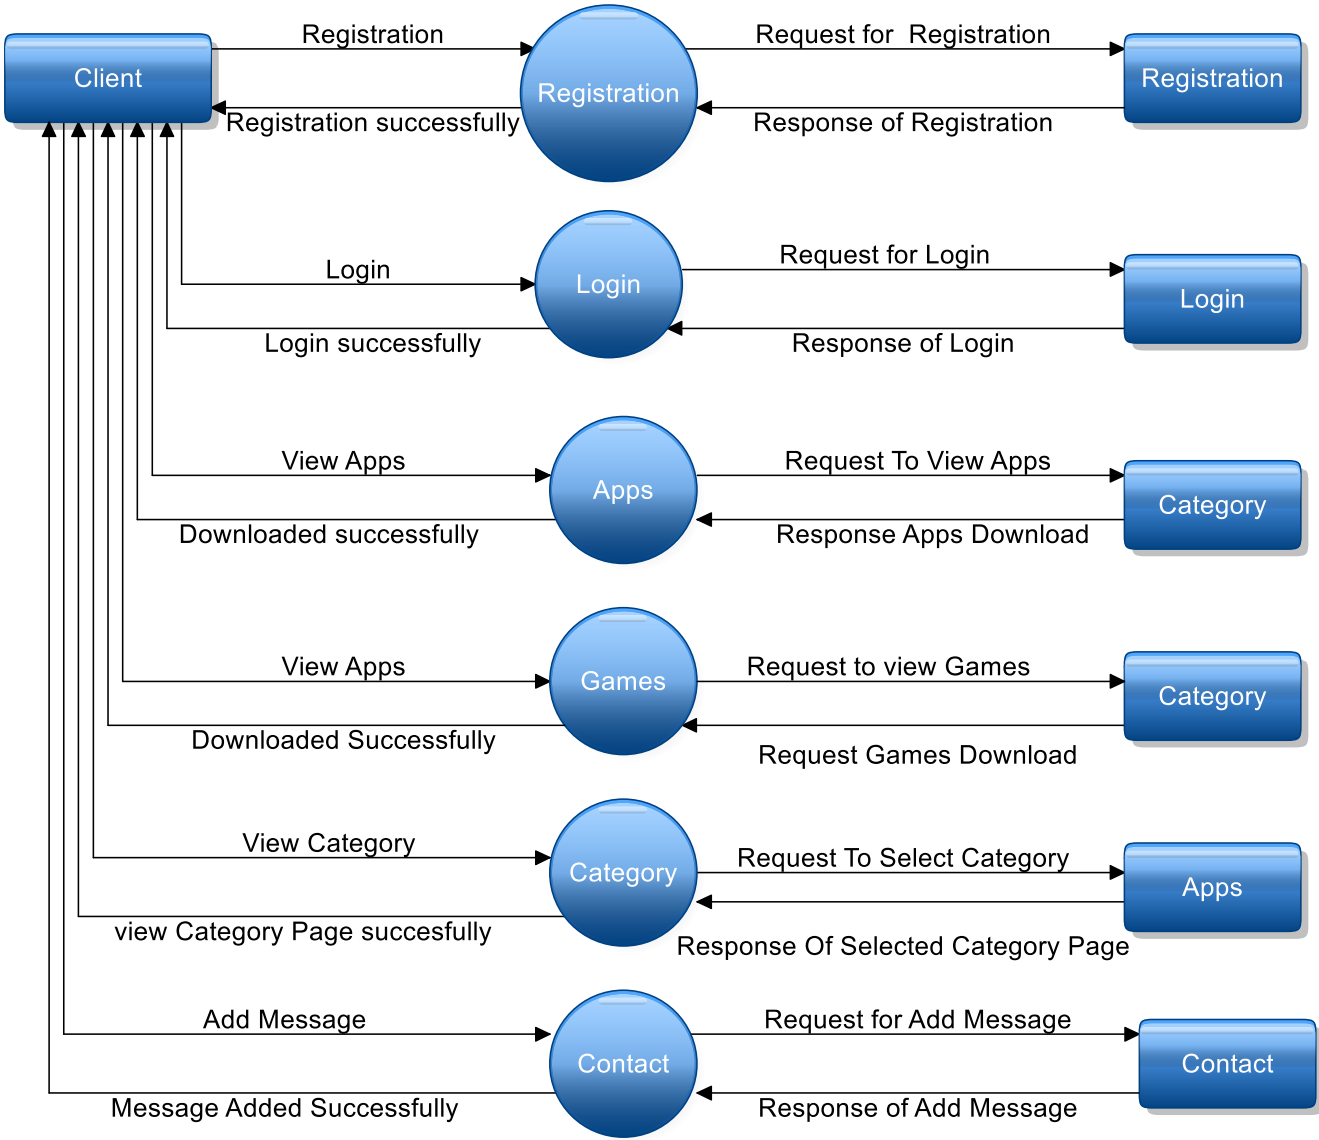 Registration
Request for  Registration
Client
Registration
Registration
Registration successfully
Response of Registration
Login
Request for Login
Login
Login
Login successfully
Response of Login
View Apps
Request To View Apps
Apps
Category
Downloaded successfully
Response Apps Download
View Apps
Request to view Games
Games
Category
Downloaded Successfully
Request Games Download
View Category
Request To Select Category
Category
Apps
view Category Page succesfully
Response Of Selected Category Page
Add Message
Request for Add Message
Contact
Contact
Message Added Successfully
Response of Add Message